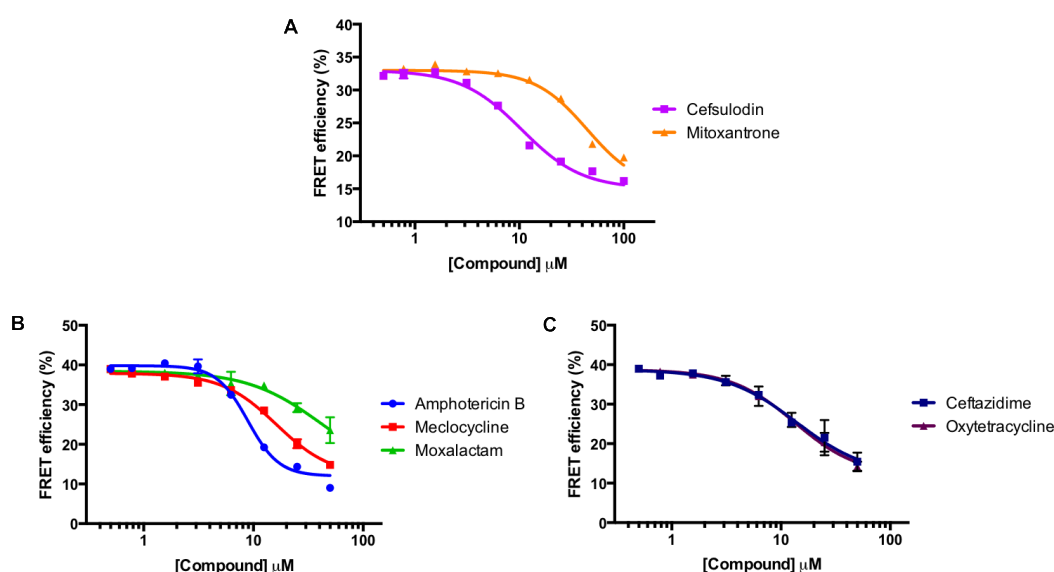 A
40
35
30
25
20
15
10
FRET efficiency (%)
1
10
100
[Compound] μM
Cefsulodin
Mitoxantrone
B
50
40
30
20
10
0
FRET efficiency (%)
1
10
100
[Compound] μM
Amphotericin B
Meclocycline
Moxalactam
C
50
40
30
20
10
0
FRET efficiency (%)
1
10
100
[Compound] μM
Ceftazidime
Oxytetracycline